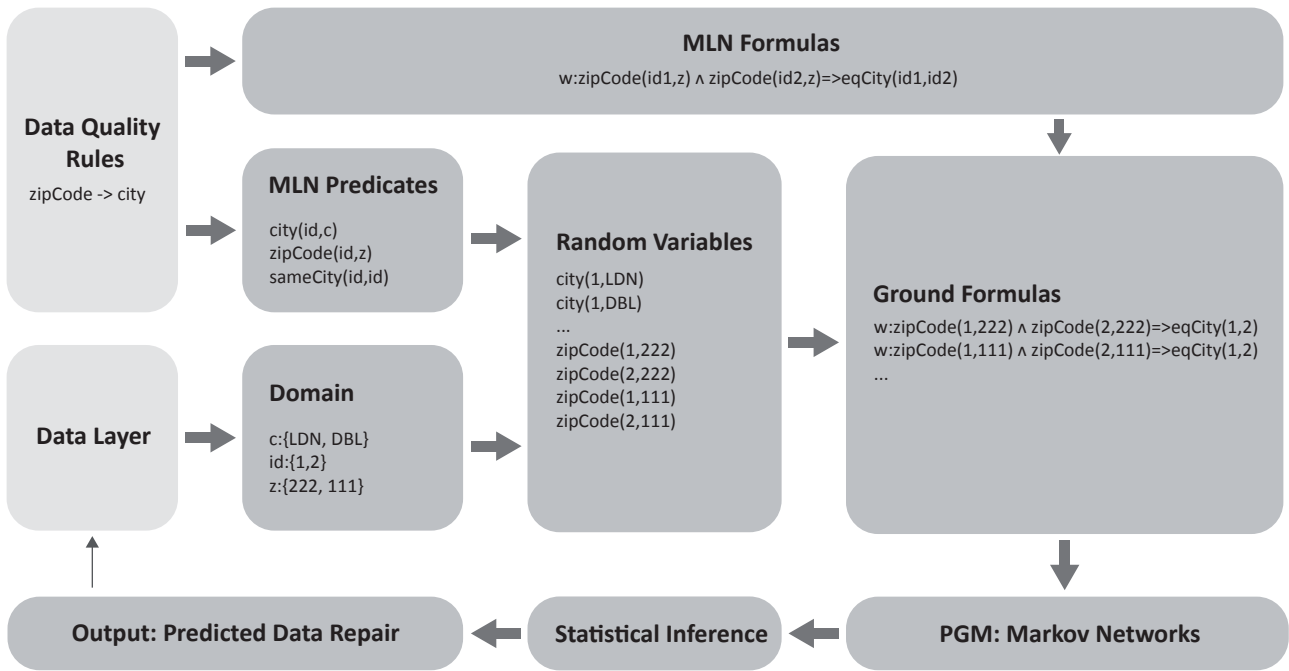 MLN Formulas
w:zipCode(id1,z) ∧ zipCode(id2,z)=>eqCity(id1,id2)
Data Quality
Rules
zipCode -> city
MLN Predicates
city(id,c)
zipCode(id,z)
sameCity(id,id)
Random Variables
city(1,LDN)
city(1,DBL)
...
zipCode(1,222)
zipCode(2,222)
zipCode(1,111)
zipCode(2,111)
Ground Formulas
w:zipCode(1,222) ∧ zipCode(2,222)=>eqCity(1,2)
w:zipCode(1,111) ∧ zipCode(2,111)=>eqCity(1,2)
...
Data Layer
Domain
c:{LDN, DBL}
id:{1,2}
z:{222, 111}
Output: Predicted Data Repair
Statistical Inference
PGM: Markov Networks